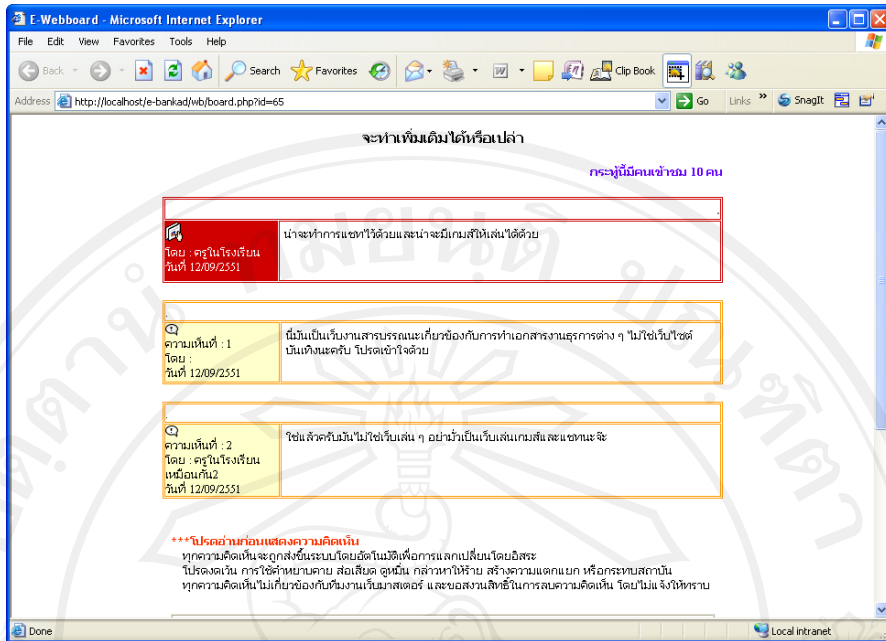 E-Webboard - Microsoft Internet Explorer
File Edit View Favorites Tools Help
Back Search Favorites Clip Book
Address http://localhost/e-bankad/wb/board.php?id=65 Go Links » SnagIt
จะทำเพิ่มเติมได้หรือเปล่า
กระทู้นี้มีคนเข้าชม 10 คน
น่าจะทำการแชทไว้ด้วยและน่าจะมีเกมส์ให้เล่นได้ด้วย
โดย : ครูในโรงเรียน
วันที่ 12/09/2551
ความเห็นที่ : 1
โดย :
วันที่ 12/09/2551
นี่มันเป็นเว็บงานสารบรรณนะเกี่ยวข้องกับการทำเอกสารงานธุรการต่าง ๆ ไม่ใช่เว็บไซต์
บันเทิงนะครับ โปรดเข้าใจด้วย
ความเห็นที่ : 2
โดย : ครูในโรงเรียน
เหมือนกัน2
วันที่ 12/09/2551
ใช่แล้วครับมันไม่ใช่เว็บเล่น ๆ อย่ามั่วเป็นเว็บเล่นเกมส์และแชทนะจ๊ะ
***โปรดอ่านก่อนแสดงความคิดเห็น
ทุกความคิดเห็นจะถูกส่งขึ้นระบบโดยอัตโนมัติเพื่อการแลกเปลี่ยนโดยอิสระ
โปรดงดเว้น การใช้คำหยาบคาย ส่อเสียด ดูหมิ่น กล่าวหาให้ร้าย สร้างความแตกแยก หรือกระทบสถาบัน
ทุกความคิดเห็นไม่เกี่ยวข้องกับทีมงานเว็บมาสเตอร์ และขอสงวนสิทธิ์ในการลบความคิดเห็น โดยไม่แจ้งให้ทราบ
Done Local intranet